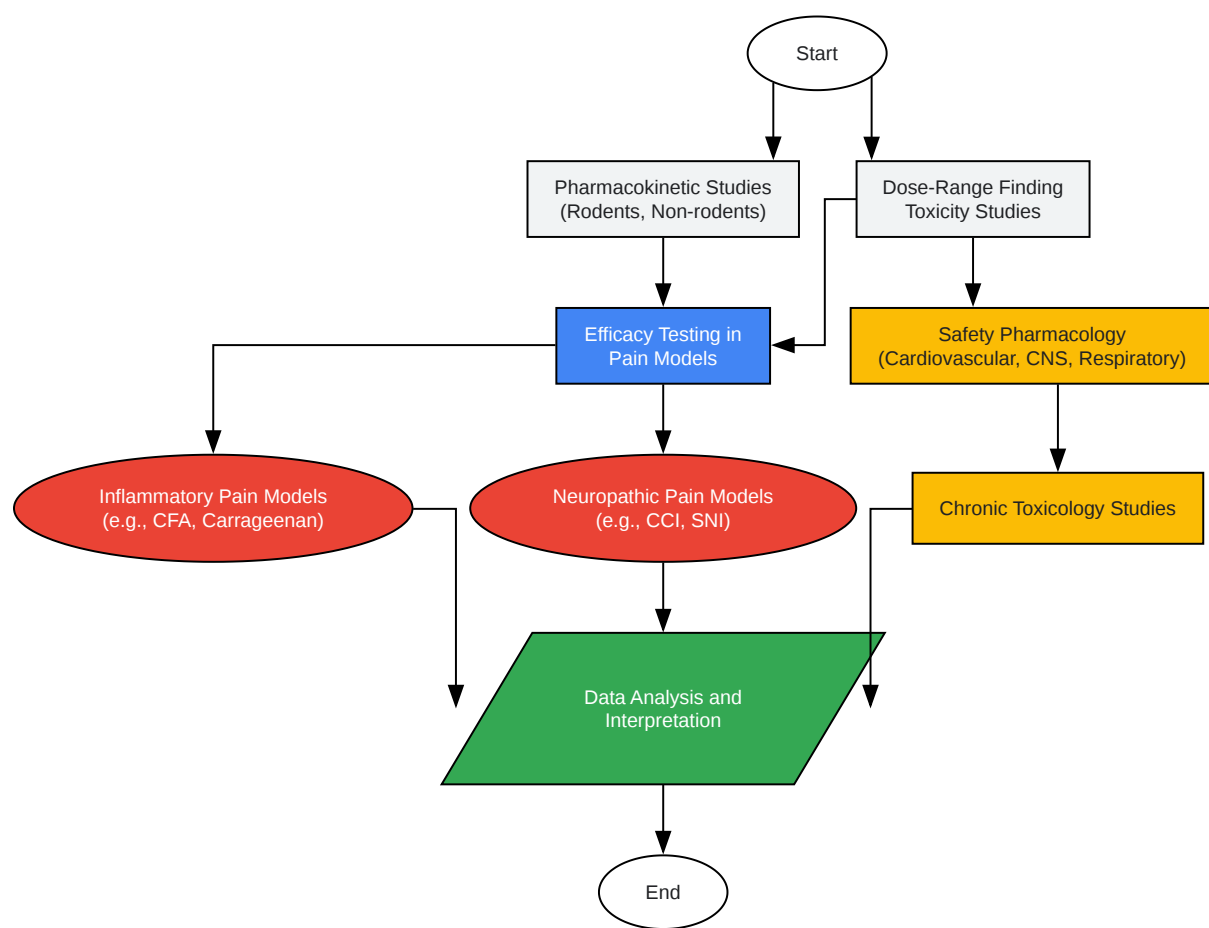 Start
Pharmacokinetic Studies
(Rodents, Non-rodents)
Dose-Range Finding
Toxicity Studies
Efficacy Testing in
Pain Models
Safety Pharmacology
(Cardiovascular, CNS, Respiratory)
Inflammatory Pain Models
(e.g., CFA, Carrageenan)
Neuropathic Pain Models
(e.g., CCI, SNI)
Chronic Toxicology Studies
Data Analysis and
Interpretation
End